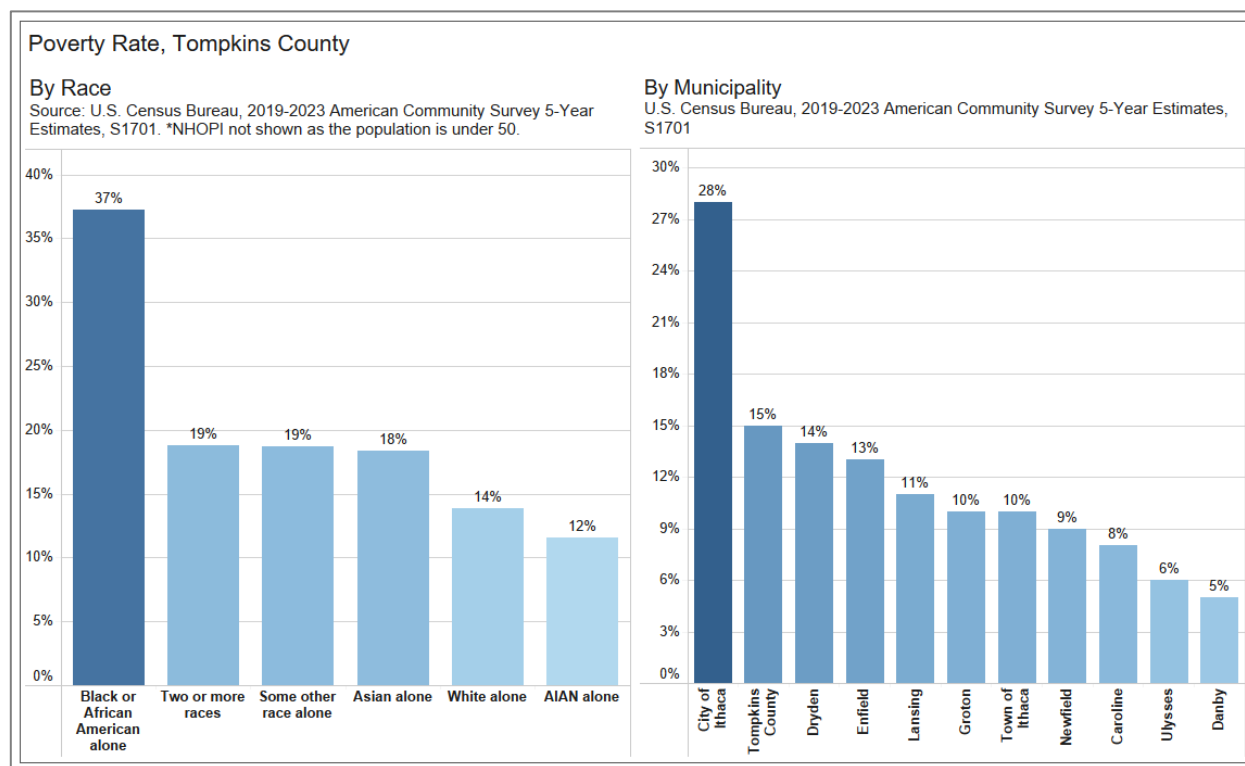 Poverty Rate, Tompkins County
By Race
Source: U.S. Census Bureau, 2019-2023 American Community Survey 5-Year
Estimates, S1701. *NHOPI not shown as the population is under 50.
40%
35%
30%
25%
20%
15%
10%
5%
0%
37%
19%
19%
18%
14%
12%
Black or
African
American
alone
Two or more
races
Some other
race alone
Asian alone
White alone
AIAN alone
By Municipality
U.S. Census Bureau, 2019-2023 American Community Survey 5-Year Estimates,
S1701
30%
27%
24%
21%
18%
15%
12%
9%
6%
3%
0%
28%
15%
14%
13%
11%
10%
10%
9%
8%
6%
5%
City of
Ithaca
Tompkins
County
Dryden
Enfield
Lansing
Groton
Town of
Ithaca
Newfield
Caroline
Ulysses
Danby